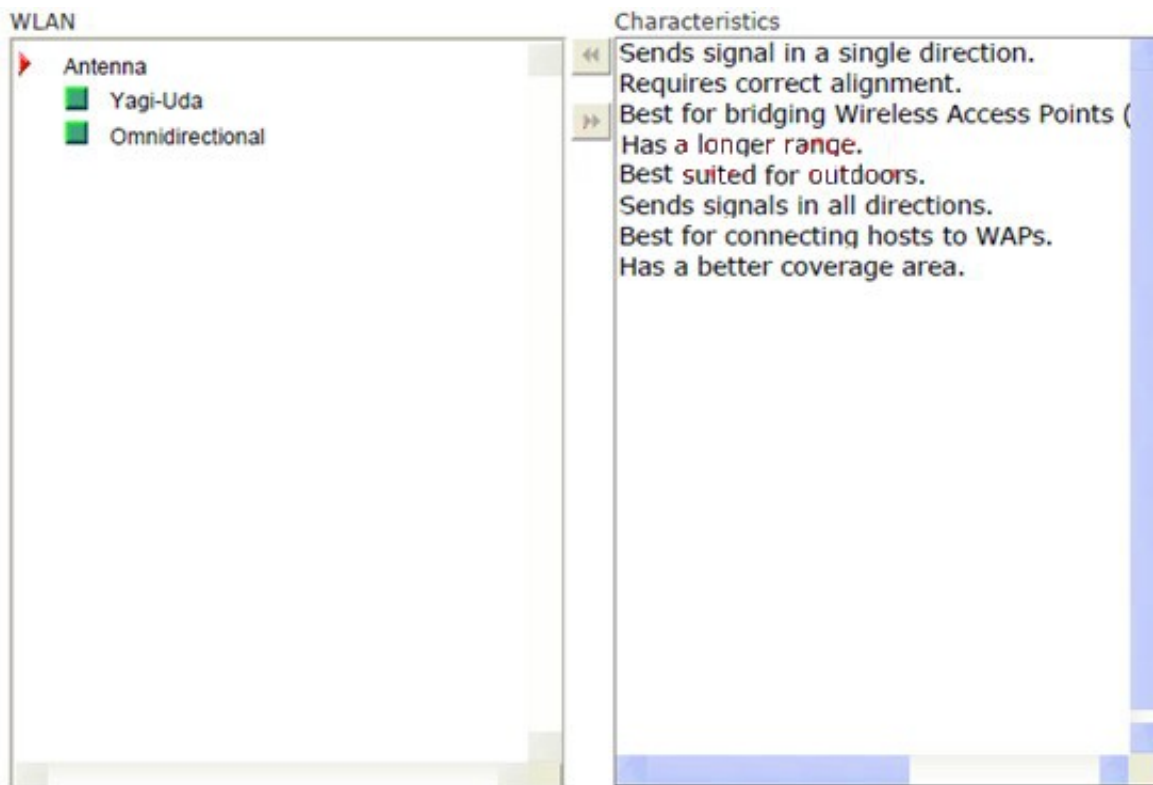 WLAN
Antenna
Yagi-Uda
Omnidirectional
Characteristics
Sends signal in a single direction.
Requires correct alignment.
Best for bridging Wireless Access Points (
Has a longer range.
Best suited for outdoors.
Sends signals in all directions.
Best for connecting hosts to WAPs.
Has a better coverage area.